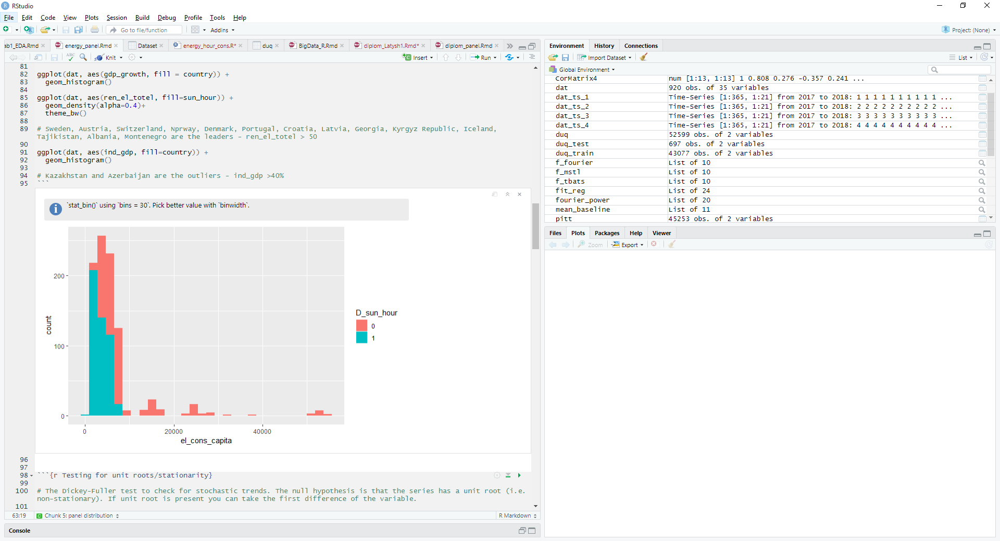 RStudio
File Edit Code View Plots Session Build Debug Profile Tools Help
Go to file/function Addins Project: (None)
ab1_EDA.Rmd energy_panel.Rmd Dataset energy_hour_cons.R* duq BigData_R.Rmd diplom_Latysh1.Rmd* diplom_panel.Rmd
ABC Knit Insert Run
81
82 ggplot(dat, aes(gdp_growth, fill = country)) +
83 geom_histogram()
84
85 ggplot(dat, aes(ren_el_totel, fill=sun_hour)) +
86 geom_density(alpha=0.4)+
87 theme_bw()
88
89 # Sweden, Austria, Switzerland, Nprway, Denmark, Portugal, Croatia, Latvia, Georgia, Kyrgyz Republic, Iceland,
Tajikistan, Albania, Montenegro are the leaders - ren_el_totel > 50
90
91 ggplot(dat, aes(ind_gdp, fill=country)) +
92 geom_histogram()
93
94 # Kazakhstan and Azerbaijan are the outliers - ind_gdp >40%
95 ```
`stat_bin()` using `bins = 30`. Pick better value with `binwidth`.
count
200
100
0
0 20000 40000
el_cons_capita
D_sun_hour
0
1
96
97
98 ```{r Testing for unit roots/stationarity}
99
100 # The Dickey-Fuller test to check for stochastic trends. The null hypothesis is that the series has a unit root (i.e.
non-stationary). If unit root is present you can take the first difference of the variable.
101
63:19 C Chunk 5: panel distribution R Markdown
Console
Environment History Connections
Import Dataset List
Global Environment
CorMatrix4 num [1:13, 1:13] 1 0.808 0.276 -0.357 0.241 ...
dat 920 obs. of 35 variables
dat_ts_1 Time-Series [1:365, 1:21] from 2017 to 2018: 1 1 1 1 1 1 1 1 1 1 ...
dat_ts_2 Time-Series [1:365, 1:21] from 2017 to 2018: 2 2 2 2 2 2 2 2 2 2 ...
dat_ts_3 Time-Series [1:365, 1:21] from 2017 to 2018: 3 3 3 3 3 3 3 3 3 3 ...
dat_ts_4 Time-Series [1:365, 1:21] from 2017 to 2018: 4 4 4 4 4 4 4 4 4 4 ...
duq 52599 obs. of 2 variables
duq_test 697 obs. of 2 variables
duq_train 43077 obs. of 2 variables
f_fourier List of 10
f_mstl List of 10
f_tbats List of 10
fit_reg List of 24
fourier_power List of 20
mean_baseline List of 11
pitt 45253 obs. of 2 variables
Files Plots Packages Help Viewer
Zoom Export